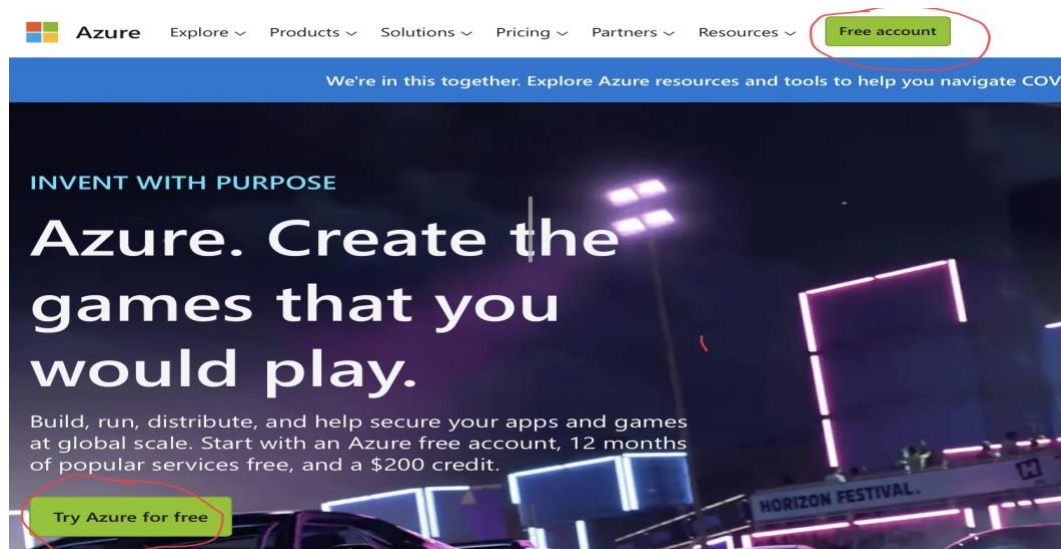 Azure Explore Products Solutions Pricing Partners Resources Free account
We're in this together. Explore Azure resources and tools to help you navigate COV
INVENT WITH PURPOSE
Azure. Create the
games that you
would play.
Build, run, distribute, and help secure your apps and games
at global scale. Start with an Azure free account, 12 months
of popular services free, and a $200 credit.
Try Azure for free
HORIZON FESTIVAL.